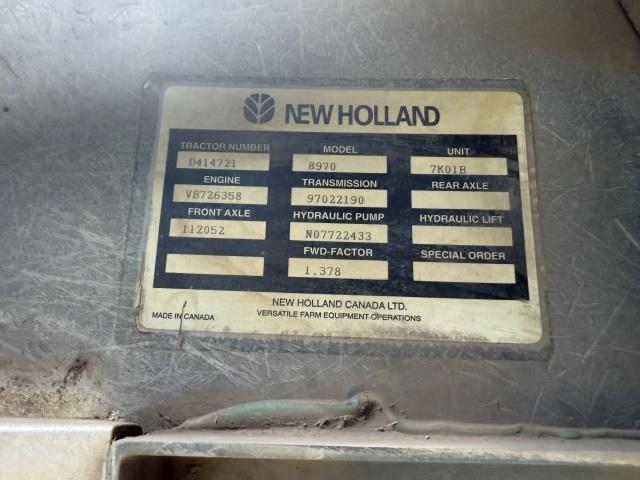 NEW HOLLAND
TRACTOR NUMBER MODEL UNIT
D414721 8970 7K01B
ENGINE TRANSMISSION REAR AXLE
VB726358 97022190
FRONT AXLE HYDRAULIC PUMP HYDRAULIC LIFT
112052 N07722433
FWD-FACTOR SPECIAL ORDER
1.378
NEW HOLLAND CANADA LTD.
MADE IN CANADA VERSATILE FARM EQUIPMENT OPERATIONS